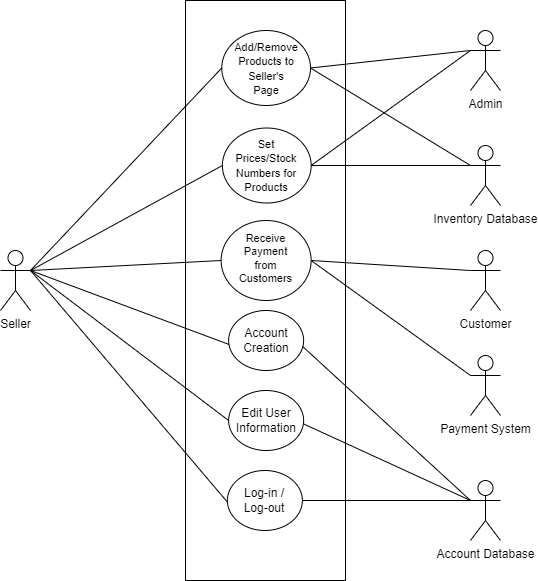 Add/Remove
Products to
Seller's
Page
Admin
Set
Prices/Stock
Numbers for
Products
Inventory Database
Receive
Payment
from
Customers
Seller
Customer
Account
Creation
Payment System
Edit User
Information
Log-in /
Log-out
Account Database